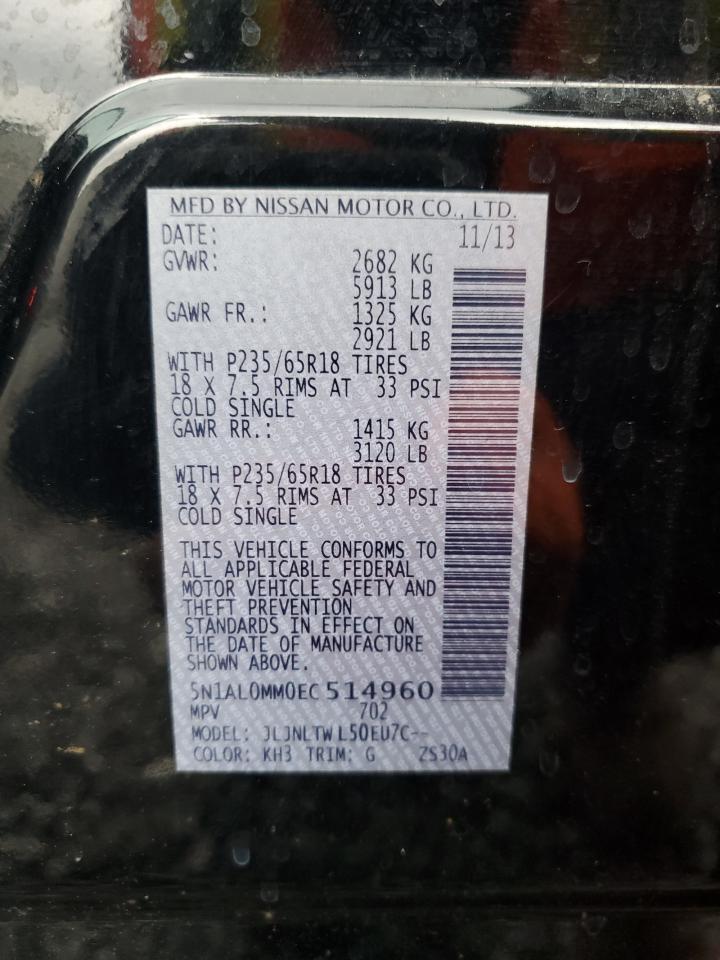 MFD BY NISSAN MOTOR CO., LTD.
DATE: 11/13
GVWR: 2682 KG
5913 LB
GAWR FR.: 1325 KG
2921 LB
WITH P235/65R18 TIRES
18 X 7.5 RIMS AT 33 PSI
COLD SINGLE
GAWR RR.: 1415 KG
3120 LB
WITH P235/65R18 TIRES
18 X 7.5 RIMS AT 33 PSI
COLD SINGLE
THIS VEHICLE CONFORMS TO
ALL APPLICABLE FEDERAL
MOTOR VEHICLE SAFETY AND
THEFT PREVENTION
STANDARDS IN EFFECT ON
THE DATE OF MANUFACTURE
SHOWN ABOVE.
5N1AL0MM0EC 514960
MPV 702
MODEL: JLJNLTW L50EU7C--
COLOR: KH3 TRIM: G ZS30A